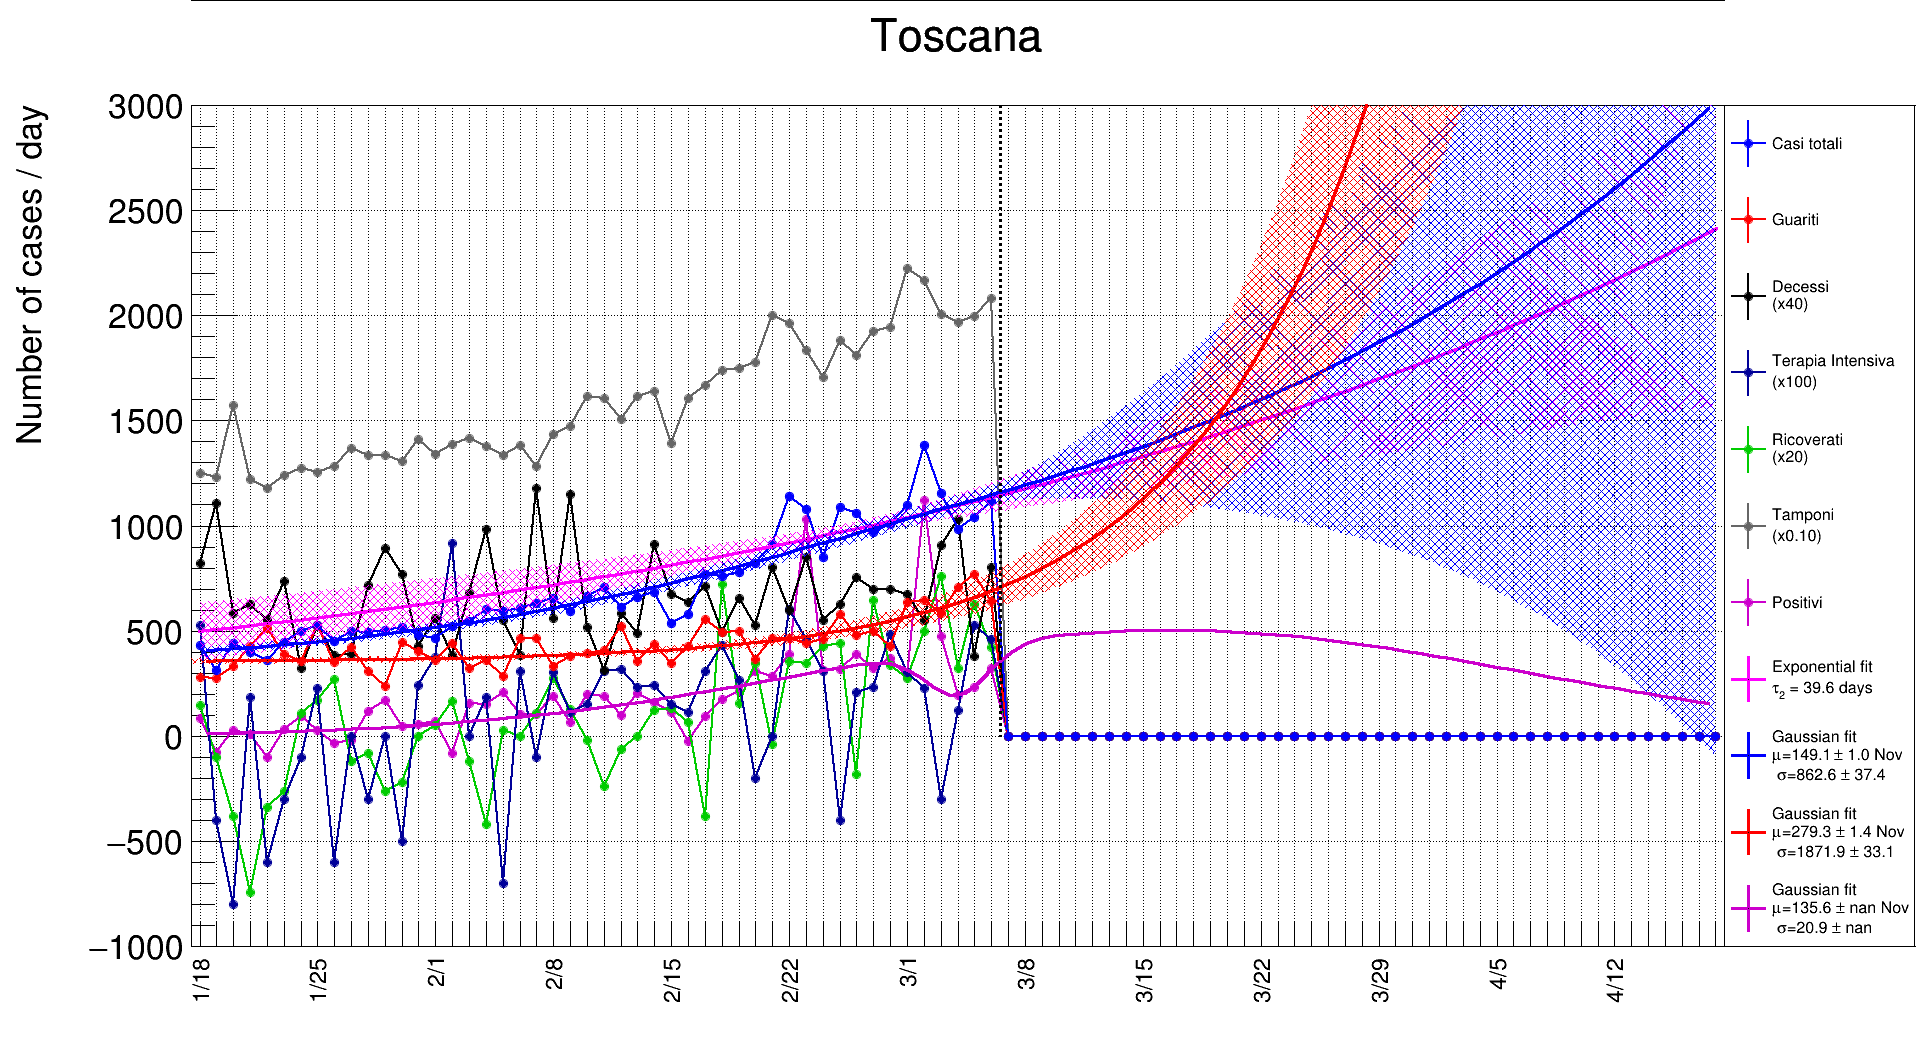 Toscana
Number of cases / day
3000
2500
2000
1500
1000
500
0
−500
−1000
1/18
1/25
2/1
2/8
2/15
2/22
3/1
3/8
3/15
3/22
3/29
4/5
4/12
Casi totali
Guariti
Decessi
(x40)
Terapia Intensiva
(x100)
Ricoverati
(x20)
Tamponi
(x0.10)
Positivi
Exponential fit
τ2 = 39.6 days
Gaussian fit
μ=149.1 ± 1.0 Nov
σ=862.6 ± 37.4
Gaussian fit
μ=279.3 ± 1.4 Nov
σ=1871.9 ± 33.1
Gaussian fit
μ=135.6 ± nan Nov
σ=20.9 ± nan